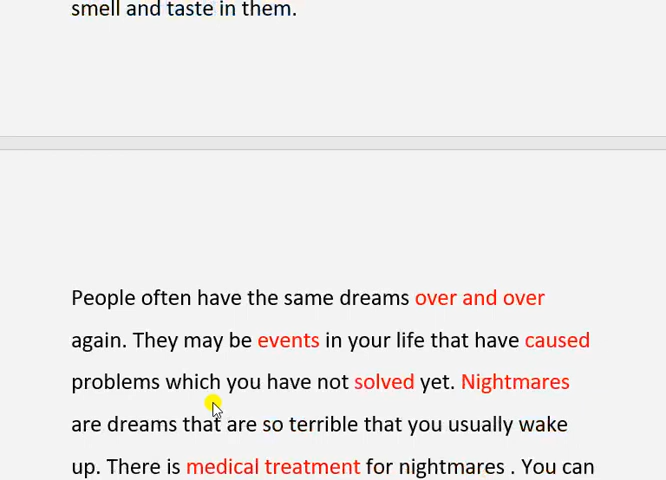 smell and taste in them.
People often have the same dreams over and over
again. They may be events in your life that have caused
problems which you have not solved yet. Nightmares
are dreams that are so terrible that you usually wake
up. There is medical treatment for nightmares . You can